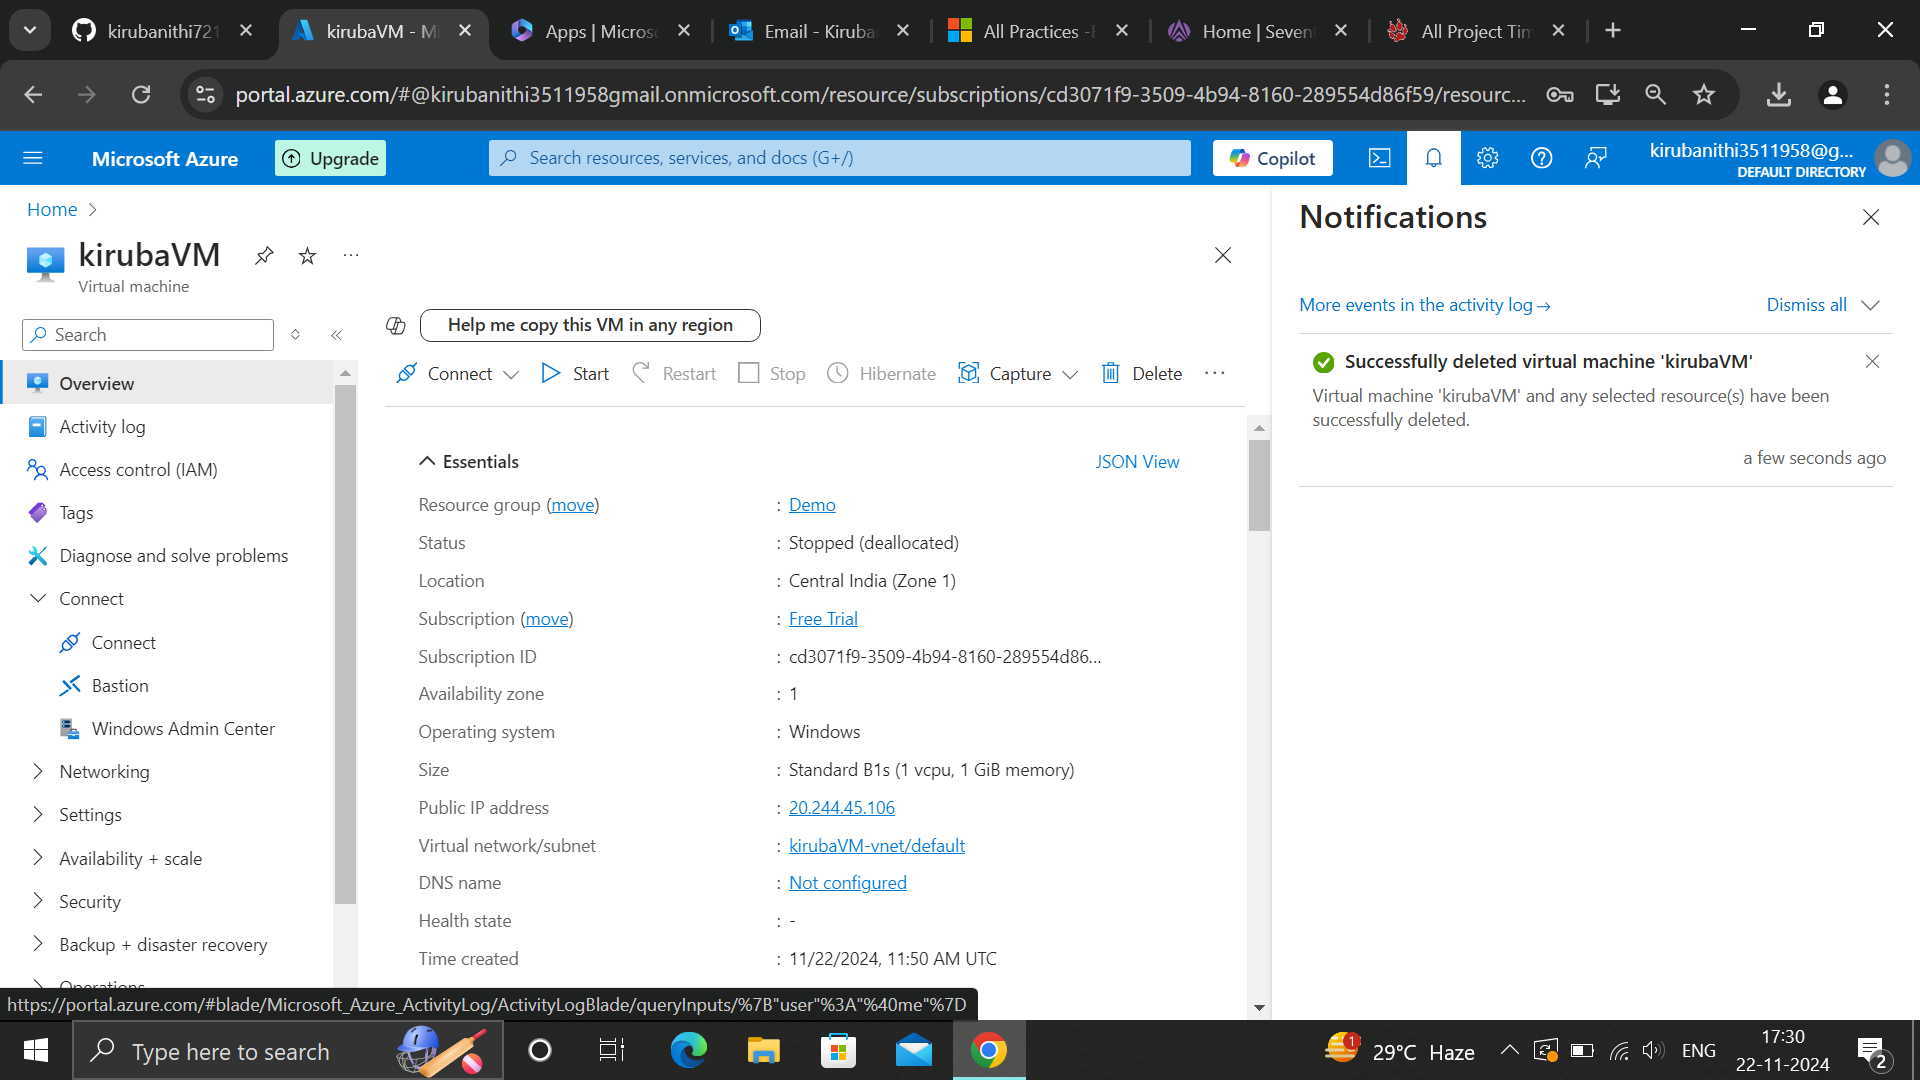 kirubanithi721
kirubaVM - Mi
Apps | Microso
Email - Kiruba
All Practices -
Home | Sevent
All Project Tim
portal.azure.com/#@kirubanithi3511958gmail.onmicrosoft.com/resource/subscriptions/cd3071f9-3509-4b94-8160-289554d86f59/resourc...
Microsoft Azure
Upgrade
Search resources, services, and docs (G+/)
Copilot
kirubanithi3511958@g...
DEFAULT DIRECTORY
Home
kirubaVM
Virtual machine
Search
Overview
Activity log
Access control (IAM)
Tags
Diagnose and solve problems
Connect
Connect
Bastion
Windows Admin Center
Networking
Settings
Availability + scale
Security
Backup + disaster recovery
Operations
Help me copy this VM in any region
Connect
Start
Restart
Stop
Hibernate
Capture
Delete
Essentials
JSON View
Resource group (move) : Demo
Status : Stopped (deallocated)
Location : Central India (Zone 1)
Subscription (move) : Free Trial
Subscription ID : cd3071f9-3509-4b94-8160-289554d86...
Availability zone : 1
Operating system : Windows
Size : Standard B1s (1 vcpu, 1 GiB memory)
Public IP address : 20.244.45.106
Virtual network/subnet : kirubaVM-vnet/default
DNS name : Not configured
Health state : -
Time created : 11/22/2024, 11:50 AM UTC
Notifications
More events in the activity log →
Dismiss all
Successfully deleted virtual machine 'kirubaVM'
Virtual machine 'kirubaVM' and any selected resource(s) have been
successfully deleted.
a few seconds ago
https://portal.azure.com/#blade/Microsoft_Azure_ActivityLog/ActivityLogBlade/queryInputs/%7B"user"%3A"%40me"%7D
Type here to search
1
29°C Haze
ENG
17:30
22-11-2024
2